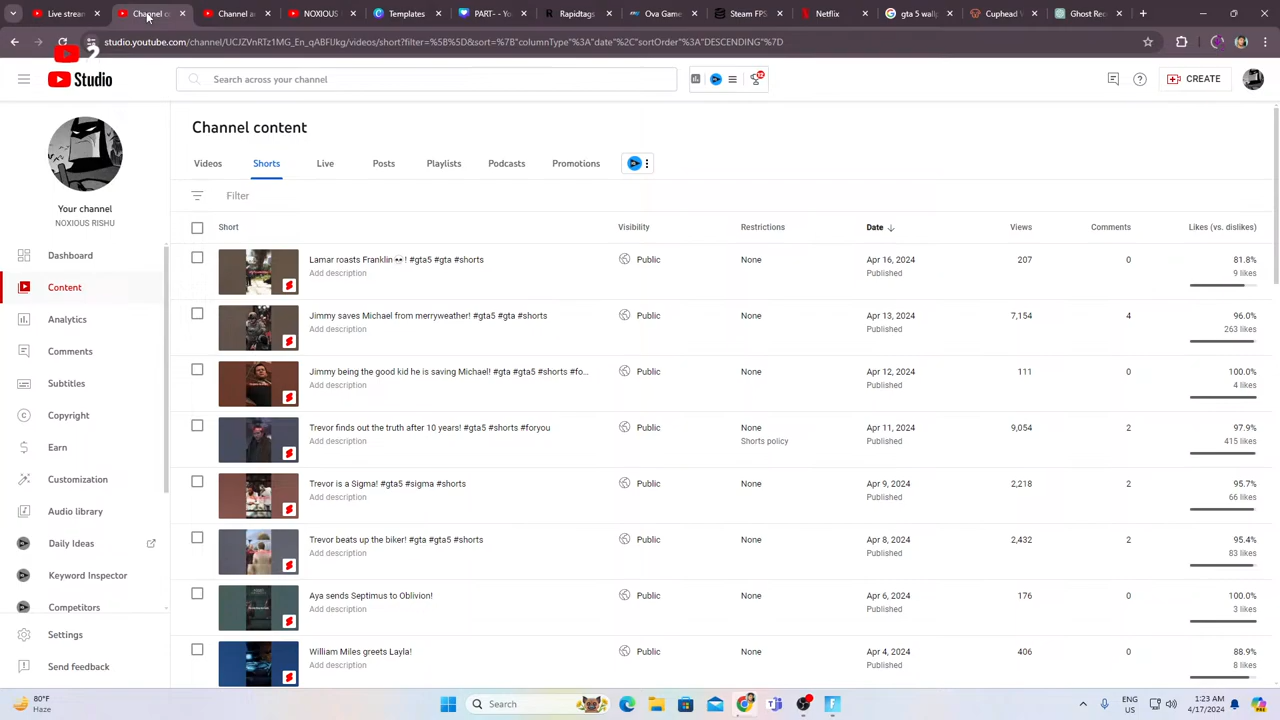 Live stream
Channel c
NOXIOUS
PART - Yo
Rapidtags
Ova Game
Steam FPS
Netflix
Gta 5 wallp
Ghost Rec
studio.youtube.com/channel/UCJZVnRTz1MG_En_qABFlJkg/videos/short?filter=%5B%5D&sort=%7B"columnType"%3A"date"%2C"sortOrder"%3A"DESCENDING"%7D
Studio
Search across your channel
CREATE
Your channel
NOXIOUS RISHU
Dashboard
Content
Analytics
Comments
Subtitles
Copyright
Earn
Customization
Audio library
Daily Ideas
Keyword Inspector
Competitors
Settings
Send feedback
Channel content
Videos Shorts Live Posts Playlists Podcasts Promotions
Filter
Short Visibility Restrictions Date Views Comments Likes (vs. dislikes)
Lamar roasts Franklin 💀! #gta5 #gta #shorts Public None Apr 16, 2024 207 0 81.8%
Add description Published 9 likes
Jimmy saves Michael from merryweather! #gta5 #gta #shorts Public None Apr 13, 2024 7,154 4 96.0%
Add description Published 263 likes
Jimmy being the good kid he is saving Michael! #gta #gta5 #shorts #fo... Public None Apr 12, 2024 111 0 100.0%
Add description Published 4 likes
Trevor finds out the truth after 10 years! #gta5 #shorts #foryou Public None Apr 11, 2024 9,054 2 97.9%
Add description Shorts policy Published 415 likes
Trevor is a Sigma! #gta5 #sigma #shorts Public None Apr 9, 2024 2,218 2 95.7%
Add description Published 66 likes
Trevor beats up the biker! #gta #gta5 #shorts Public None Apr 8, 2024 2,432 2 95.4%
Add description Published 83 likes
Aya sends Septimus to Oblivion! Public None Apr 6, 2024 176 0 100.0%
Add description Published 3 likes
William Miles greets Layla! Public None Apr 4, 2024 406 0 88.9%
Add description Published 8 likes
80°F
Haze
Search
ENG
US
1:23 AM
4/17/2024